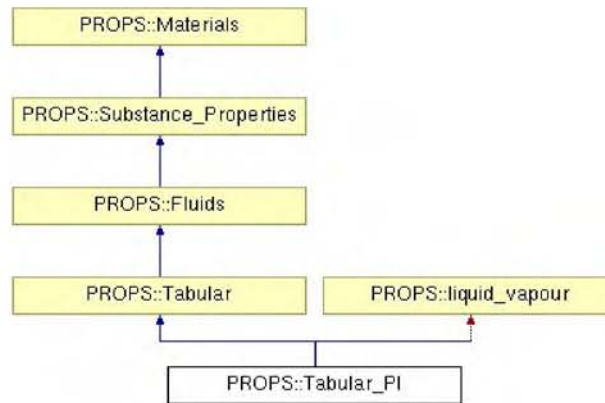 PROPS::Materials
PROPS::Substance_Properties
PROPS::Fluids
PROPS::Tabular
PROPS::liquid_vapour
PROPS::Tabular_PI